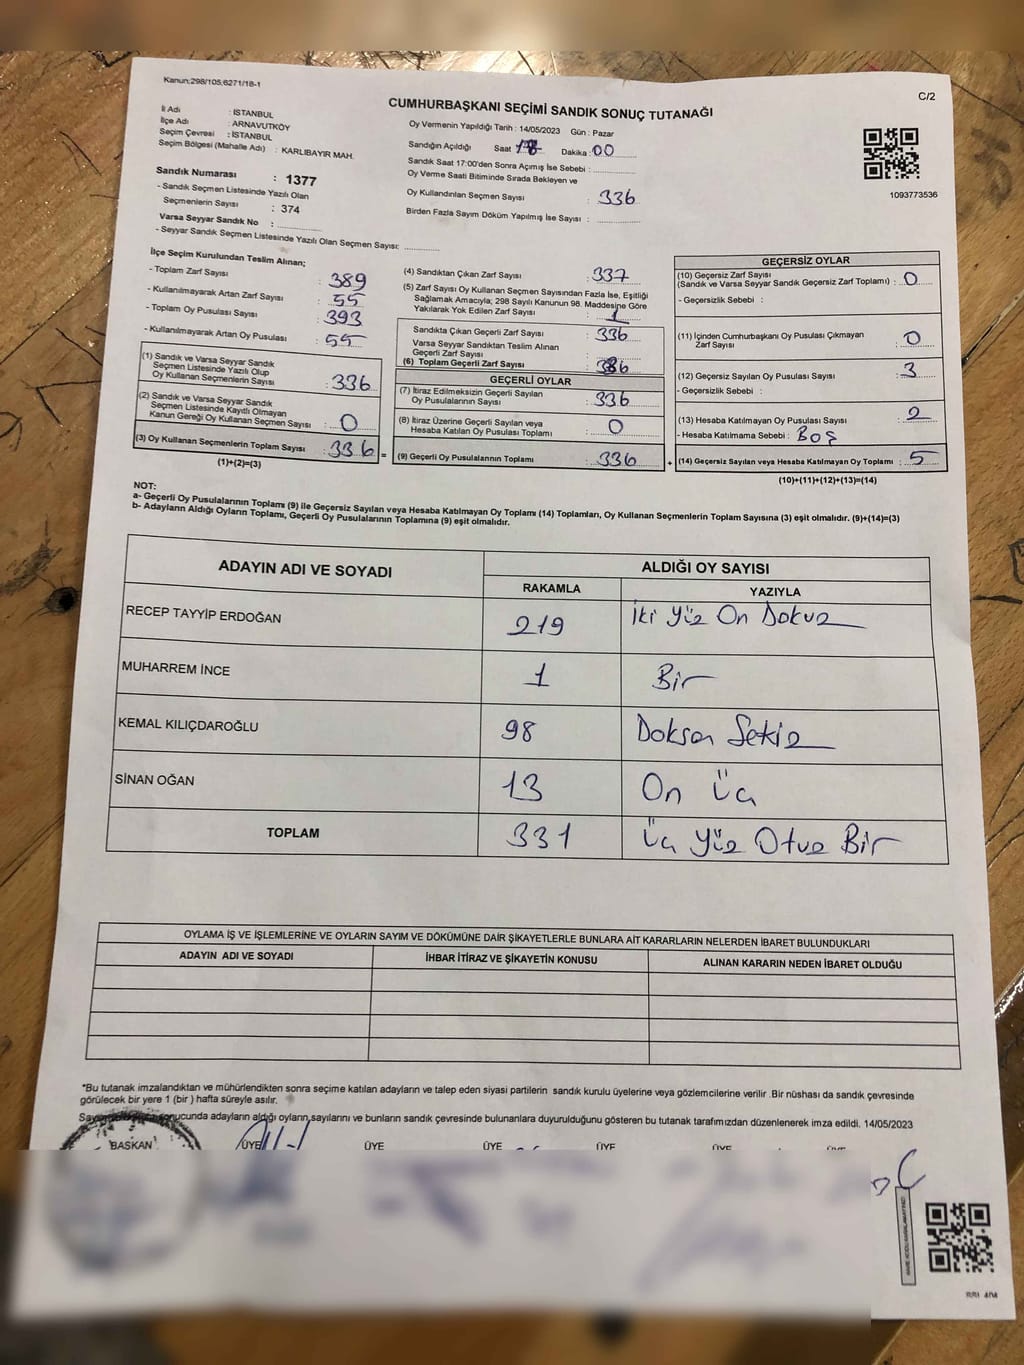 Kanun:298/105;6271/18-1
C/2
CUMHURBAŞKANI SEÇİMİ SANDIK SONUÇ TUTANAĞI
İl Adı : İSTANBUL
İlçe Adı : ARNAVUTKÖY
Seçim Çevresi : İSTANBUL
Seçim Bölgesi (Mahalle Adı) : KARLIBAYIR MAH.
Sandık Numarası : 1377
- Sandık Seçmen Listesinde Yazılı Olan
Seçmenlerin Sayısı : 374
Varsa Seyyar Sandık No :
- Seyyar Sandık Seçmen Listesinde Yazılı Olan Seçmen Sayısı:
Oy Vermenin Yapıldığı Tarih : 14/05/2023 Gün : Pazar
Sandığın Açıldığı Saat Dakika : 00
Sandık Saat 17:00'den Sonra Açımış İse Sebebi :
Oy Verme Saati Bitiminde Sırada Bekleyen ve
Oy Kullandırılan Seçmen Sayısı : 336
Birden Fazla Sayım Döküm Yapılmış İse Sayısı :
1093773536
İlçe Seçim Kurulundan Teslim Alınan;
- Toplam Zarf Sayısı : 389
- Kullanılmayarak Artan Zarf Sayısı : 55
- Toplam Oy Pusulası Sayısı : 393
- Kullanılmayarak Artan Oy Pusulası : 55
(1) Sandık ve Varsa Seyyar Sandık
Seçmen Listesinde Yazılı Olup
Oy Kullanan Seçmenlerin Sayısı : 336
(2) Sandık ve Varsa Seyyar Sandık
Seçmen Listesinde Kayıtlı Olmayan
Kanun Gereği Oy Kullanan Seçmen Sayısı : 0
(3) Oy Kullanan Seçmenlerin Toplam Sayısı : 336 =
(1)+(2)=(3)
(4) Sandıktan Çıkan Zarf Sayısı : 337
(5) Zarf Sayısı Oy Kullanan Seçmen Sayısından Fazla İse, Eşitliği
Sağlamak Amacıyla; 298 Sayılı Kanunun 98. Maddesine Göre
Yakılarak Yok Edilen Zarf Sayısı : 1
Sandıkta Çıkan Geçerli Zarf Sayısı : 336
Varsa Seyyar Sandıktan Teslim Alınan
Geçerli Zarf Sayısı :
(6) Toplam Geçerli Zarf Sayısı : 336
GEÇERLİ OYLAR
(7) İtiraz Edilmeksizin Geçerli Sayılan
Oy Pusulalarının Sayısı : 336
(8) İtiraz Üzerine Geçerli Sayılan veya
Hesaba Katılan Oy Pusulası Toplamı : 0
(9) Geçerli Oy Pusulalarının Toplamı : 336 +
GEÇERSİZ OYLAR
(10) Geçersiz Zarf Sayısı
(Sandık ve Varsa Seyyar Sandık Geçersiz Zarf Toplamı) : 0
- Geçersizlik Sebebi :
(11) İçinden Cumhurbaşkanı Oy Pusulası Çıkmayan
Zarf Sayısı : 0
(12) Geçersiz Sayılan Oy Pusulası Sayısı : 3
- Geçersizlik Sebebi :
(13) Hesaba Katılmayan Oy Pusulası Sayısı : 2
- Hesaba Katılmama Sebebi : BOŞ
(14) Geçersiz Sayılan veya Hesaba Katılmayan Oy Toplamı : 5
(10)+(11)+(12)+(13)=(14)
NOT:
a- Geçerli Oy Pusulalarının Toplamı (9) ile Geçersiz Sayılan veya Hesaba Katılmayan Oy Toplamı (14) Toplamları, Oy Kullanan Seçmenlerin Toplam Sayısına (3) eşit olmalıdır. (9)+(14)=(3)
b- Adayların Aldığı Oyların Toplamı, Geçerli Oy Pusulalarının Toplamına (9) eşit olmalıdır.
ADAYIN ADI VE SOYADI ALDIĞI OY SAYISI
RAKAMLA YAZIYLA
RECEP TAYYİP ERDOĞAN 219 İki Yüz On Dokuz
MUHARREM İNCE 1 Bir
KEMAL KILIÇDAROĞLU 98 Doksan Sekiz
SİNAN OĞAN 13 On Üç
TOPLAM 331 Üç Yüz Otuz Bir
OYLAMA İŞ VE İŞLEMLERİNE VE OYLARIN SAYIM VE DÖKÜMÜNE DAİR ŞİKAYETLERLE BUNLARA AİT KARARLARIN NELERDEN İBARET BULUNDUKLARI
ADAYIN ADI VE SOYADI İHBAR İTİRAZ VE ŞİKAYETİN KONUSU ALINAN KARARIN NEDEN İBARET OLDUĞU
*Bu tutanak imzalandıktan ve mühürlendikten sonra seçime katılan adayların ve talep eden siyasi partilerin sandık kurulu üyelerine veya gözlemcilerine verilir .Bir nüshası da sandık çevresinde
görülecek bir yere 1 (bir ) hafta süreyle asılır.
sonucunda adayların aldığı oyların,sayılarını ve bunların sandık çevresinde bulunanlara duyurulduğunu gösteren bu tutanak tarafımızdan düzenlenerek imza edildi. 14/05/2023
BAŞKAN ÜYE ÜYE ÜYE ÜYE ÜYE